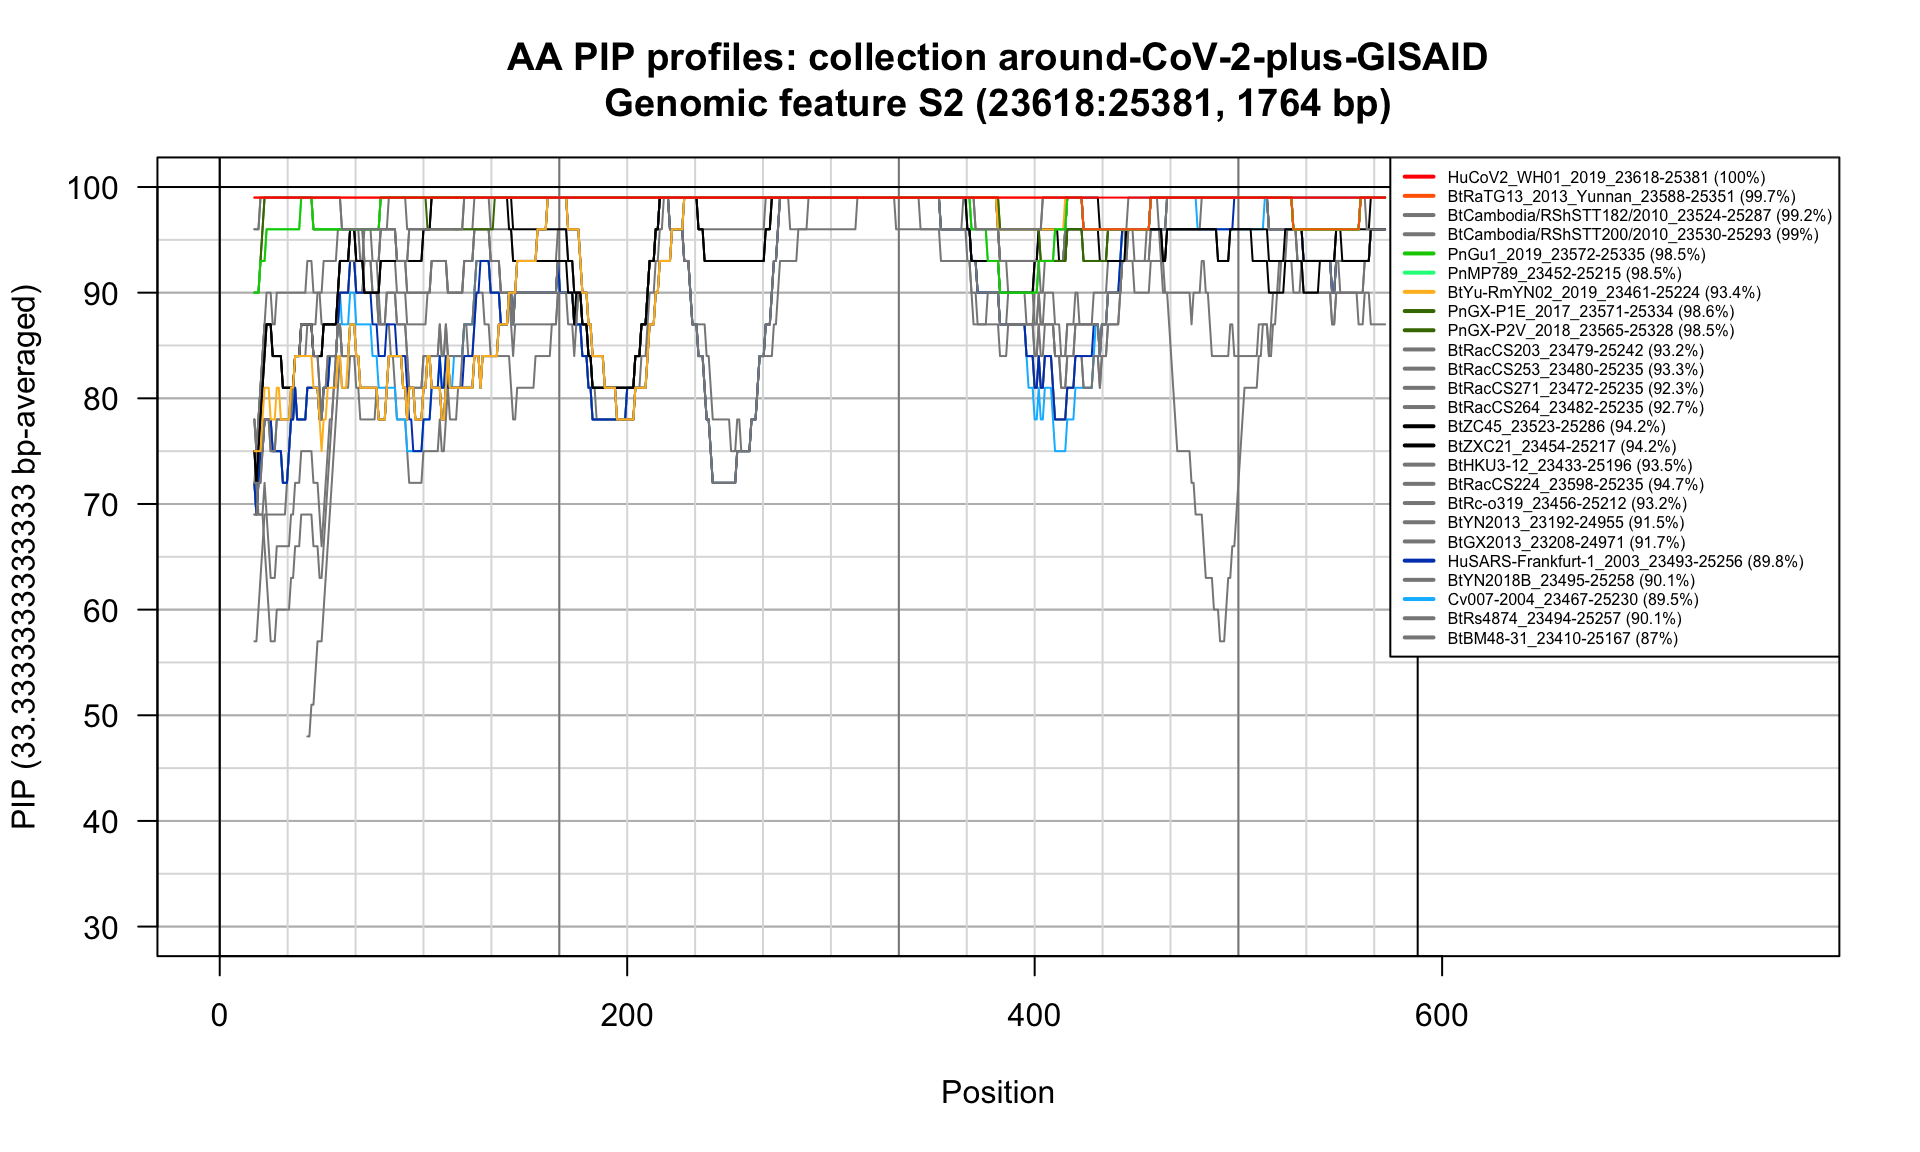 AA PIP profiles: collection around-CoV-2-plus-GISAID
Genomic feature S2 (23618:25381, 1764 bp)
PIP (33.3333333333333 bp-averaged)
100
90
80
70
60
50
40
30
0
200
400
600
Position
HuCoV2_WH01_2019_23618-25381 (100%)
BtRaTG13_2013_Yunnan_23588-25351 (99.7%)
BtCambodia/RShSTT182/2010_23524-25287 (99.2%)
BtCambodia/RShSTT200/2010_23530-25293 (99%)
PnGu1_2019_23572-25335 (98.5%)
PnMP789_23452-25215 (98.5%)
BtYu-RmYN02_2019_23461-25224 (93.4%)
PnGX-P1E_2017_23571-25334 (98.6%)
PnGX-P2V_2018_23565-25328 (98.5%)
BtRacCS203_23479-25242 (93.2%)
BtRacCS253_23480-25235 (93.3%)
BtRacCS271_23472-25235 (92.3%)
BtRacCS264_23482-25235 (92.7%)
BtZC45_23523-25286 (94.2%)
BtZXC21_23454-25217 (94.2%)
BtHKU3-12_23433-25196 (93.5%)
BtRacCS224_23598-25235 (94.7%)
BtRc-o319_23456-25212 (93.2%)
BtYN2013_23192-24955 (91.5%)
BtGX2013_23208-24971 (91.7%)
HuSARS-Frankfurt-1_2003_23493-25256 (89.8%)
BtYN2018B_23495-25258 (90.1%)
Cv007-2004_23467-25230 (89.5%)
BtRs4874_23494-25257 (90.1%)
BtBM48-31_23410-25167 (87%)